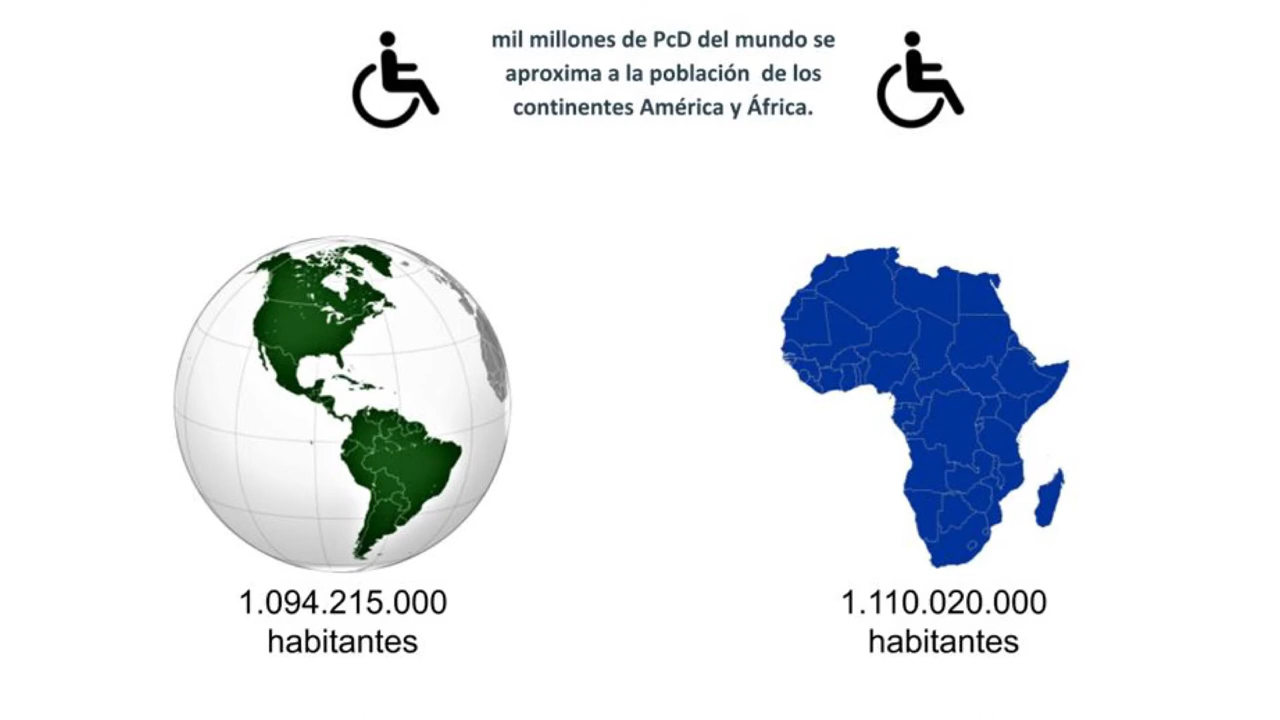 mil millones de PcD del mundo se
aproxima a la población de los
continentes América y África.
1.094.215.000
habitantes
1.110.020.000
habitantes